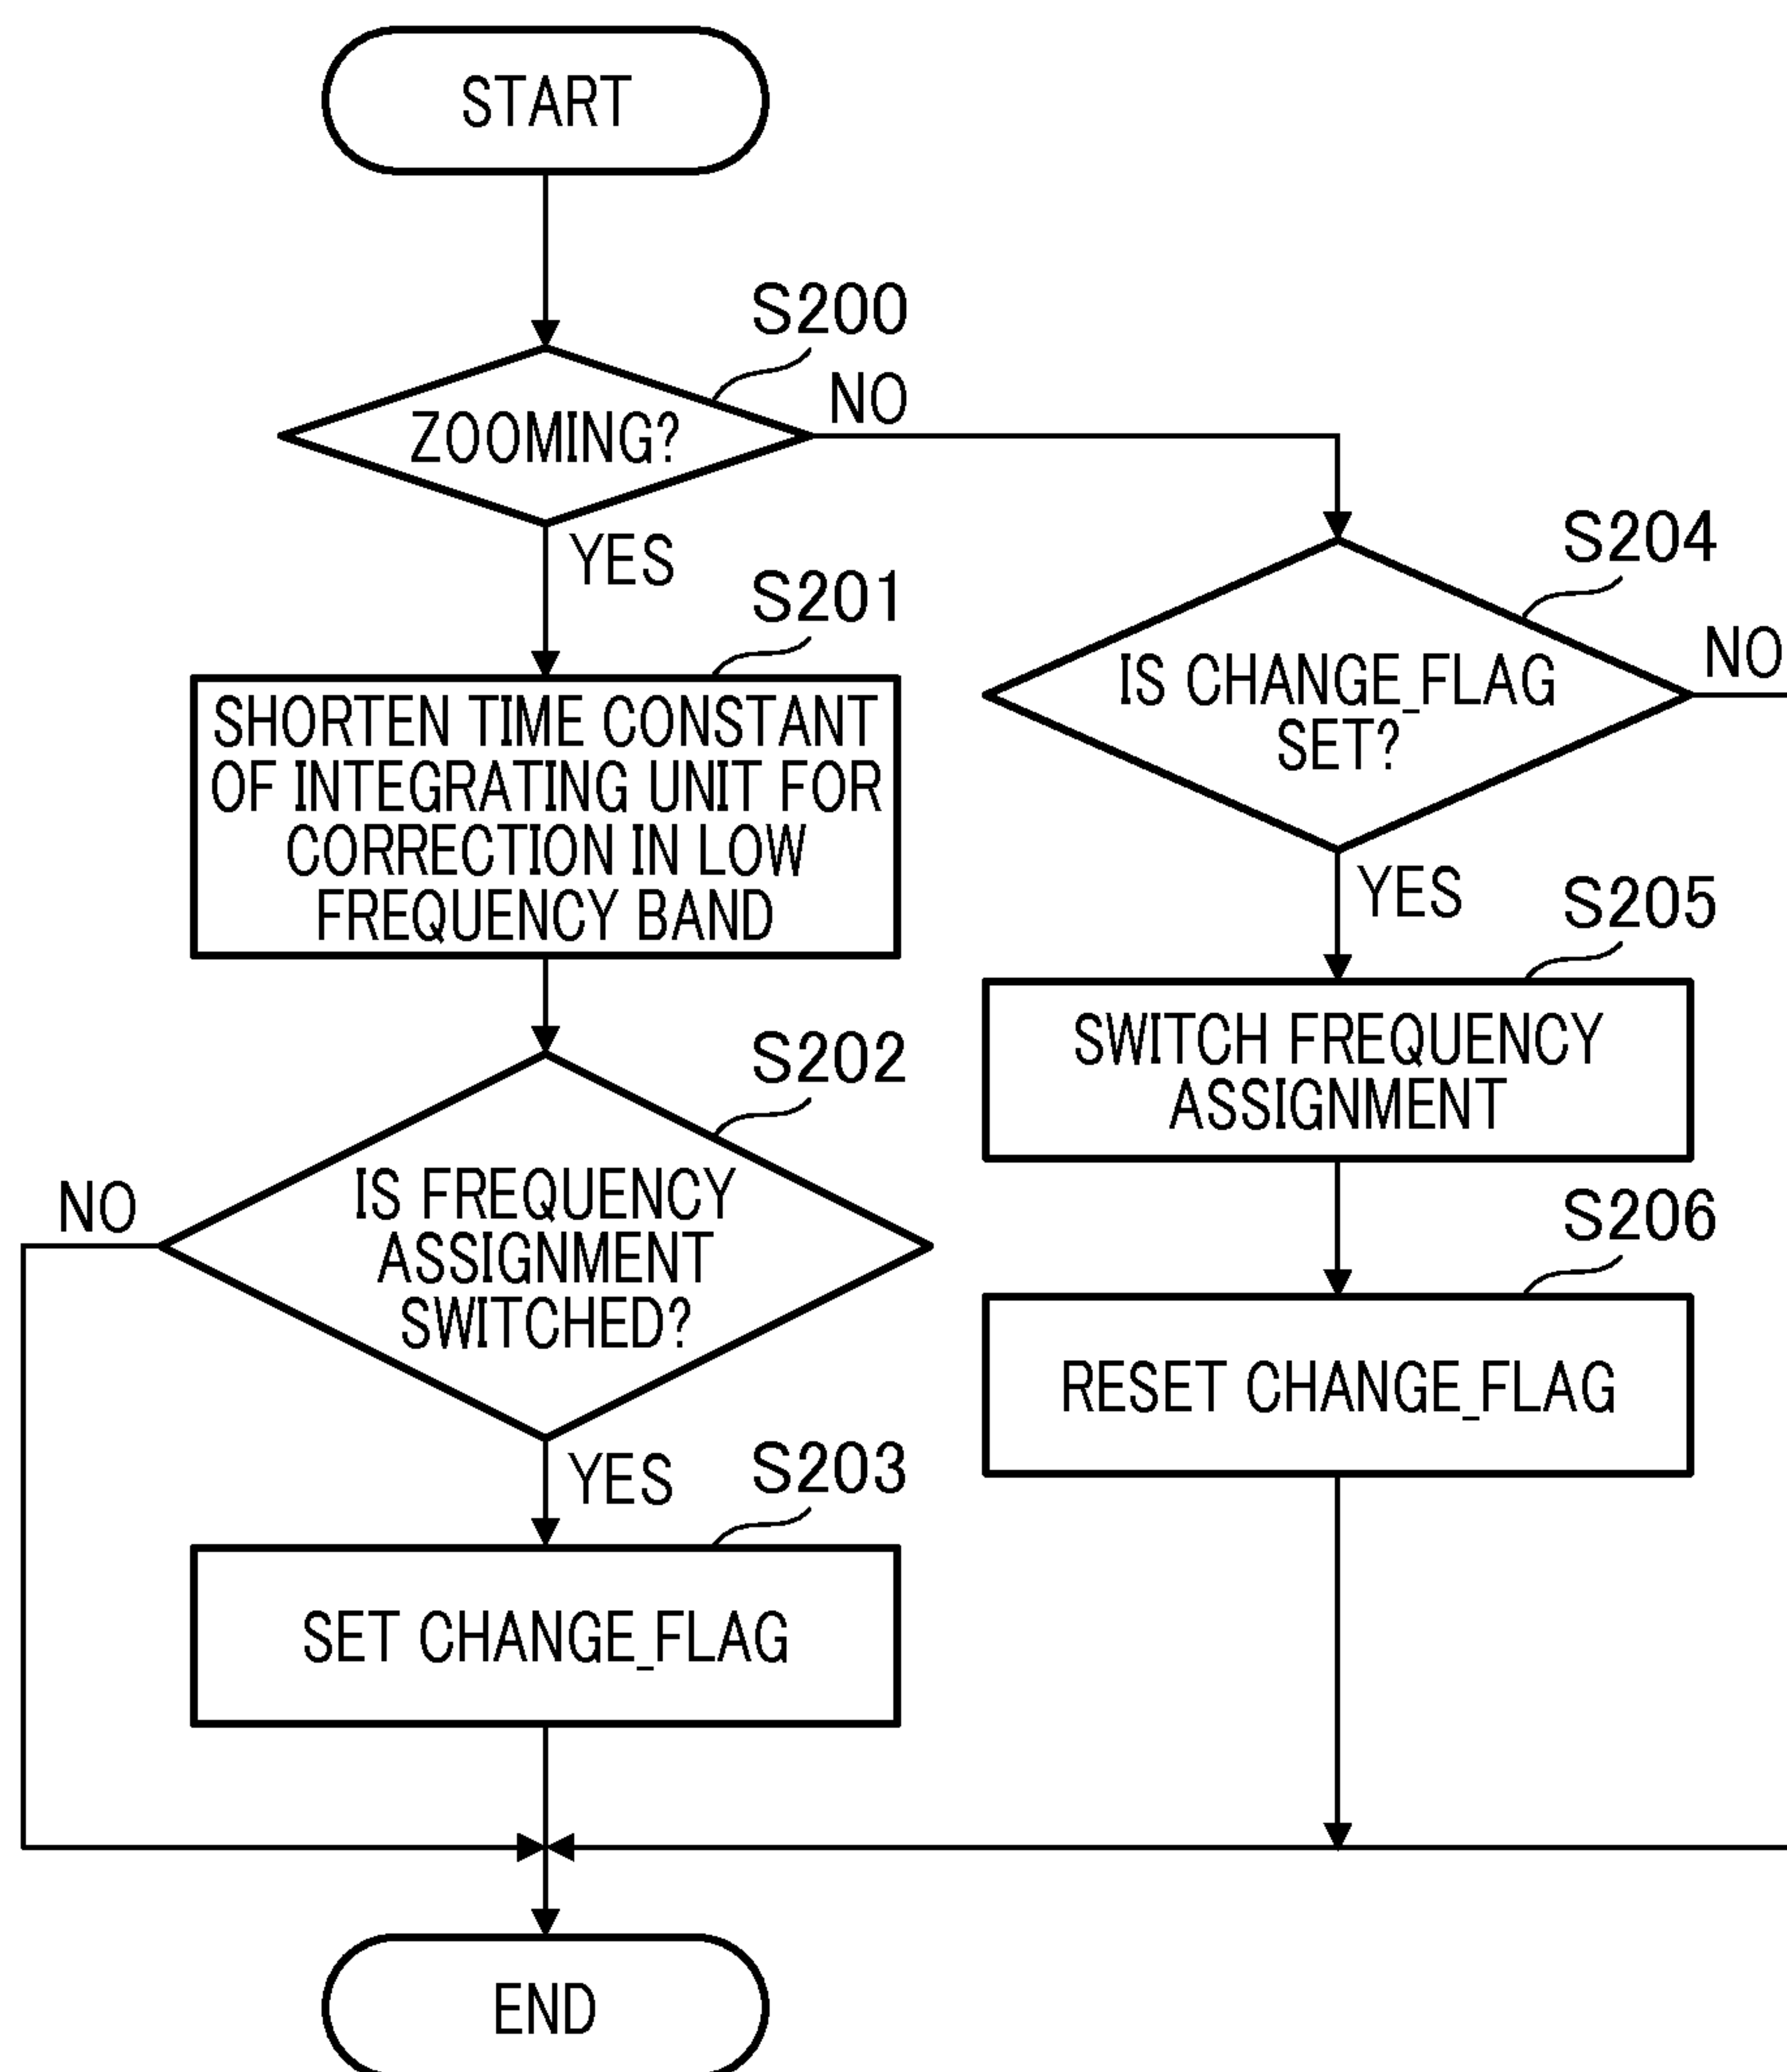 START
S200
ZOOMING?
NO
YES
S201
SHORTEN TIME CONSTANT
OF INTEGRATING UNIT FOR
CORRECTION IN LOW
FREQUENCY BAND
S202
IS FREQUENCY
ASSIGNMENT
SWITCHED?
NO
YES
S203
SET CHANGE_FLAG
S204
IS CHANGE_FLAG
SET?
NO
YES
S205
SWITCH FREQUENCY
ASSIGNMENT
S206
RESET CHANGE_FLAG
END